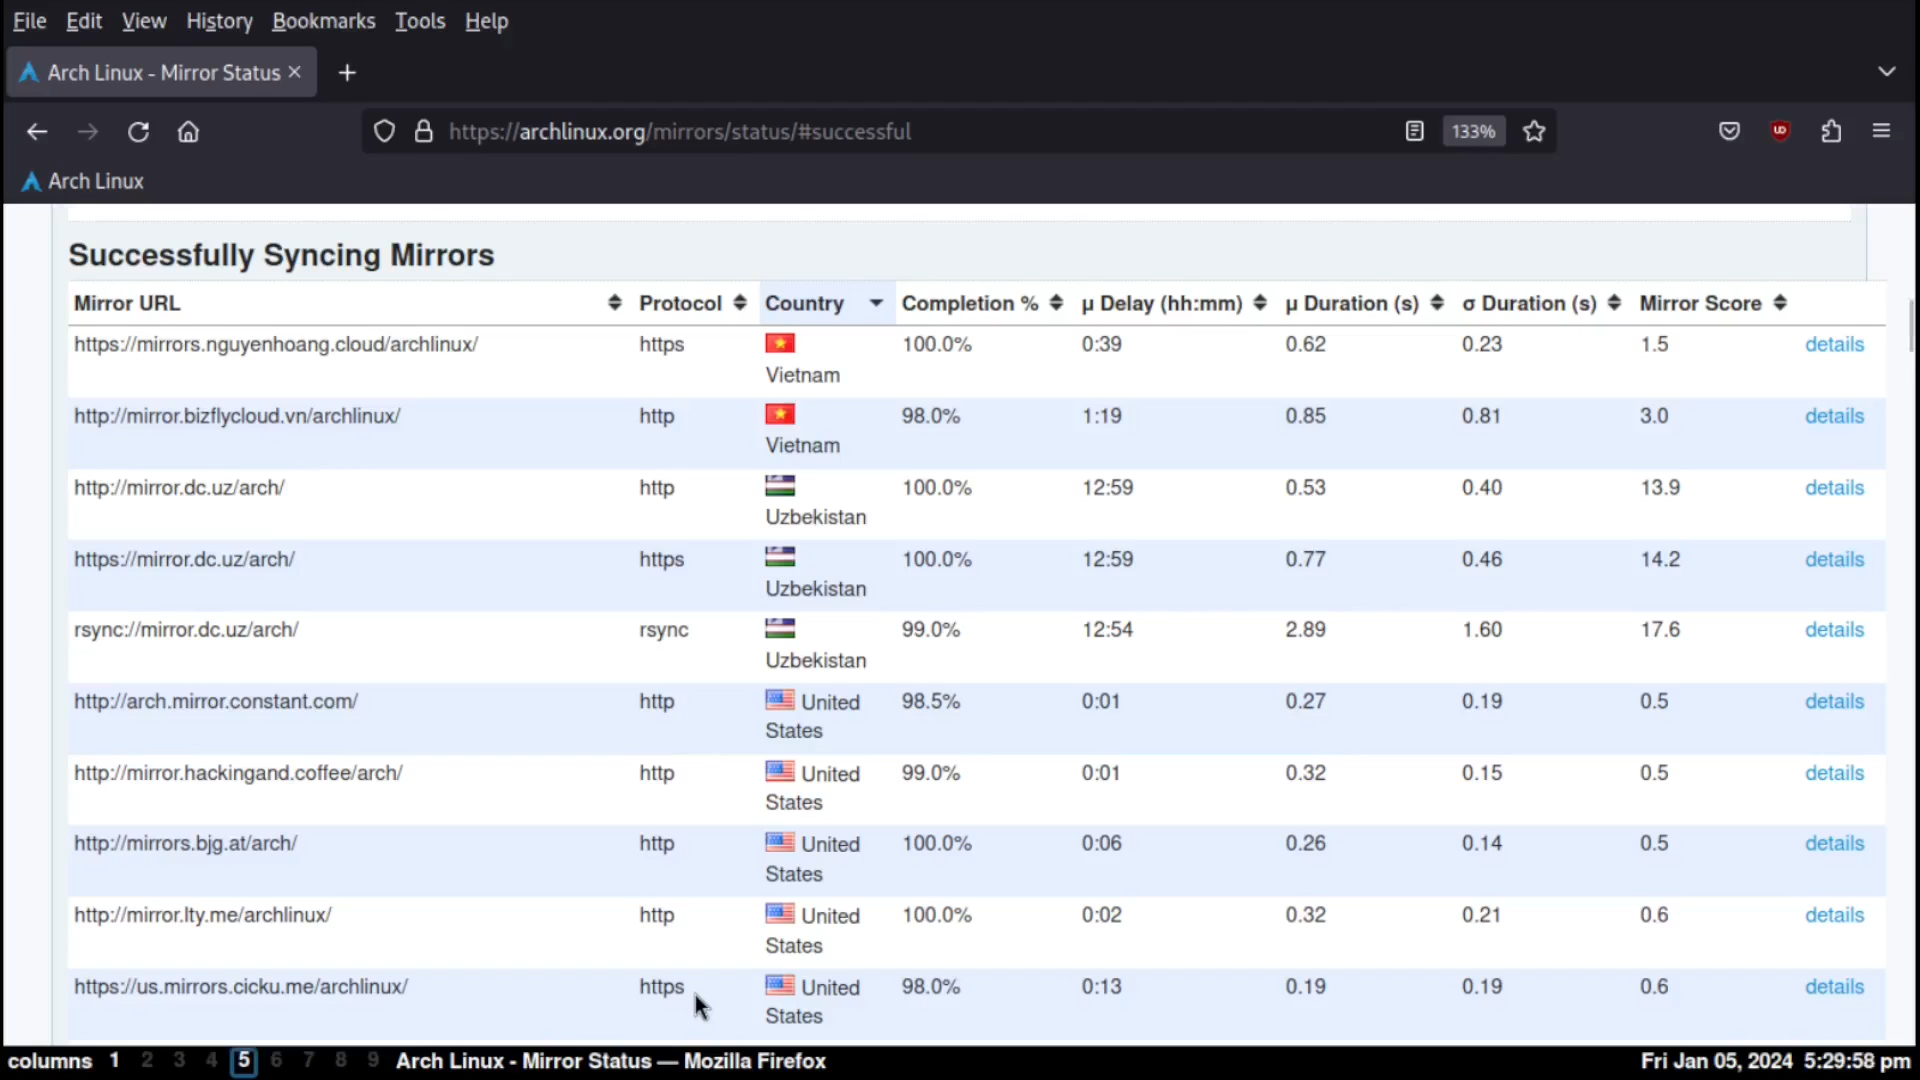 File Edit View History Bookmarks Tools Help
Arch Linux - Mirror Status
https://archlinux.org/mirrors/status/#successful 133%
Arch Linux
Successfully Syncing Mirrors
Mirror URL Protocol Country Completion % μ Delay (hh:mm) μ Duration (s) σ Duration (s) Mirror Score
https://mirrors.nguyenhoang.cloud/archlinux/ https Vietnam 100.0% 0:39 0.62 0.23 1.5 details
http://mirror.bizflycloud.vn/archlinux/ http Vietnam 98.0% 1:19 0.85 0.81 3.0 details
http://mirror.dc.uz/arch/ http Uzbekistan 100.0% 12:59 0.53 0.40 13.9 details
https://mirror.dc.uz/arch/ https Uzbekistan 100.0% 12:59 0.77 0.46 14.2 details
rsync://mirror.dc.uz/arch/ rsync Uzbekistan 99.0% 12:54 2.89 1.60 17.6 details
http://arch.mirror.constant.com/ http United States 98.5% 0:01 0.27 0.19 0.5 details
http://mirror.hackingand.coffee/arch/ http United States 99.0% 0:01 0.32 0.15 0.5 details
http://mirrors.bjg.at/arch/ http United States 100.0% 0:06 0.26 0.14 0.5 details
http://mirror.lty.me/archlinux/ http United States 100.0% 0:02 0.32 0.21 0.6 details
https://us.mirrors.cicku.me/archlinux/ https United States 98.0% 0:13 0.19 0.19 0.6 details
columns 1 2 3 4 5 6 7 8 9 Arch Linux - Mirror Status — Mozilla Firefox Fri Jan 05, 2024 5:29:58 pm